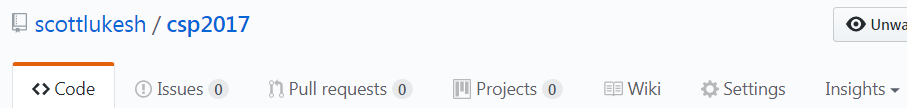 scottlukesh / csp2017
Unwa
Code Issues 0 Pull requests 0 Projects 0 Wiki Settings Insights